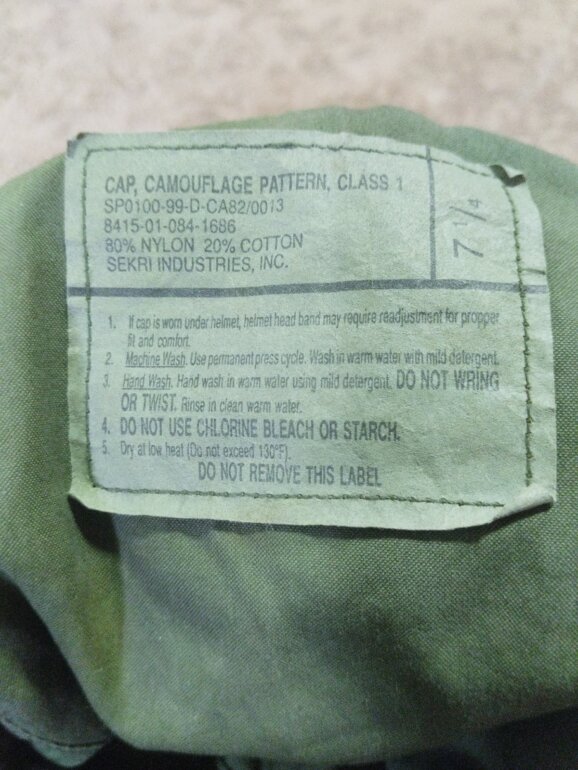 CAP, CAMOUFLAGE PATTERN, CLASS 1
SP0100-99-D-CA82/0013
8415-01-084-1686
80% NYLON 20% COTTON
SEKRI INDUSTRIES, INC.
7 1/4
1. If cap is worn under helmet, helmet head band may require readjustment for propper
fit and comfort.
2. Machine Wash. Use permanent press cycle. Wash in warm water with mild detergent.
3. Hand Wash. Hand wash in warm water using mild detergent. DO NOT WRING
OR TWIST. Rinse in clean warm water.
4. DO NOT USE CHLORINE BLEACH OR STARCH.
5. Dry at low heat (Do not exceed 130°F).
DO NOT REMOVE THIS LABEL